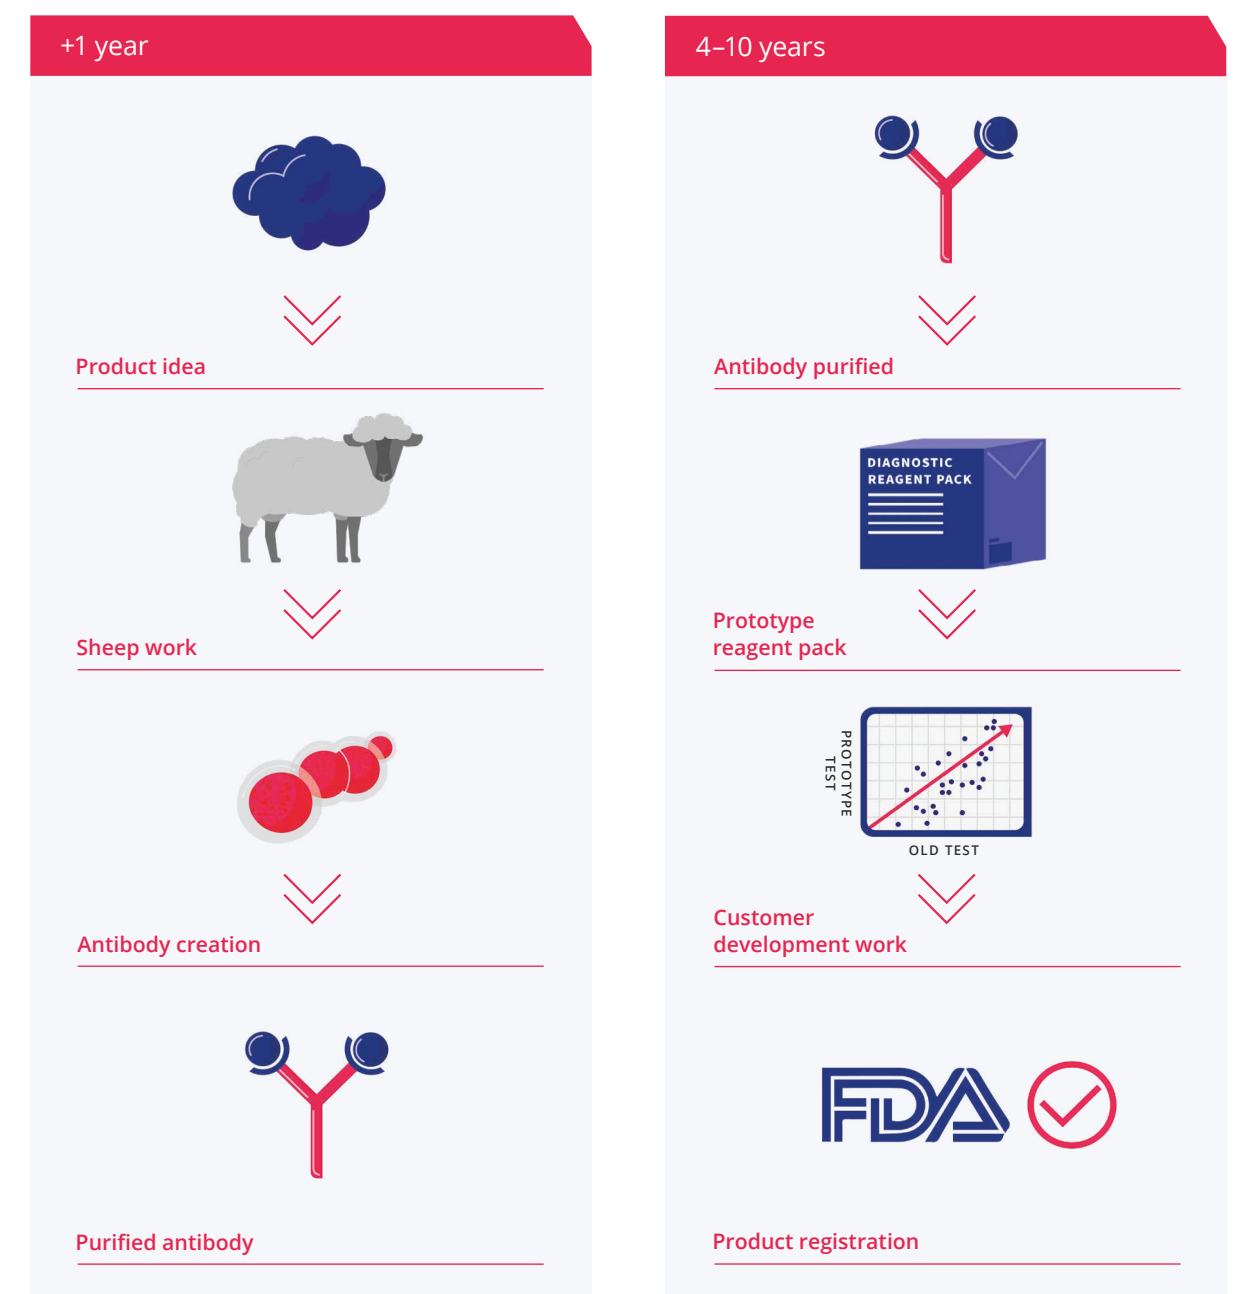 +1 year
Product idea
Sheep work
Antibody creation
Purified antibody
4–10 years
Antibody purified
DIAGNOSTIC
REAGENT PACK
Prototype
reagent pack
PROTOTYPE
TEST
OLD TEST
Customer
development work
FDA
Product registration